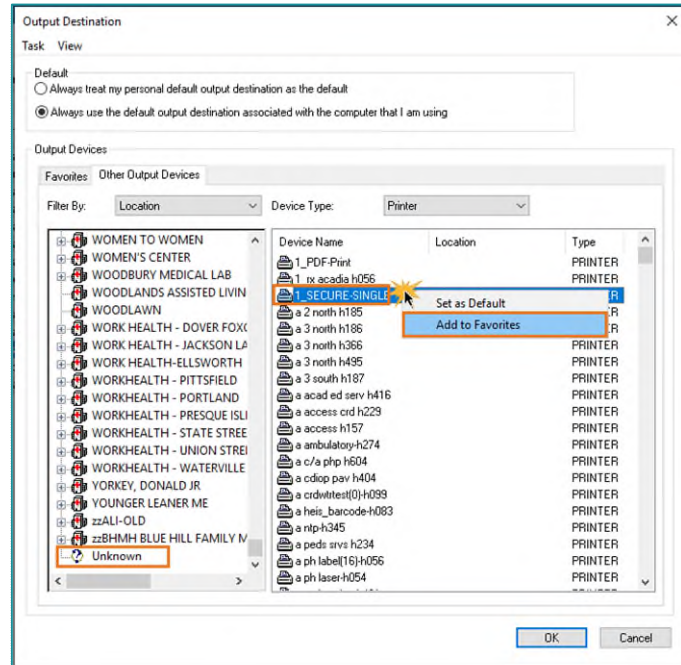 Output Destination
Task View
Default
Always treat my personal default output destination as the default
Always use the default output destination associated with the computer that I am using
Output Devices
Favorites Other Output Devices
Filter By: Location Device Type: Printer
WOMEN TO WOMEN
WOMEN'S CENTER
WOODBURY MEDICAL LAB
WOODLANDS ASSISTED LIVIN
WOODLAWN
WORK HEALTH - DOVER FOXC
WORK HEALTH - JACKSON LA
WORK HEALTH-ELLSWORTH
WORKHEALTH - PITTSFIELD
WORKHEALTH - PORTLAND
WORKHEALTH - PRESQUE ISLI
WORKHEALTH - STATE STREE
WORKHEALTH - UNION STREI
WORKHEALTH - WATERVILLE
YORKEY, DONALD JR
YOUNGER LEANER ME
zzALI-OLD
zzBHMH BLUE HILL FAMILY M
Unknown
Device Name Location Type
1_PDF-Print PRINTER
1_rx acadia h056 PRINTER
1_SECURE-SINGLE R
a 2 north h185
a 3 north h186
a 3 north h366 PRINTER
a 3 north h495 PRINTER
a 3 south h187 PRINTER
a acad ed serv h416 PRINTER
a access crd h229 PRINTER
a access h157 PRINTER
a ambulatory-h274 PRINTER
a c/a php h604 PRINTER
a cdiop pav h404 PRINTER
a crdwtrtest(0)-h099 PRINTER
a heis_barcode-h083 PRINTER
a ntp-h345 PRINTER
a peds srvs h234 PRINTER
a ph label(16)-h056 PRINTER
a ph laser-h054 PRINTER
Set as Default
Add to Favorites
OK Cancel